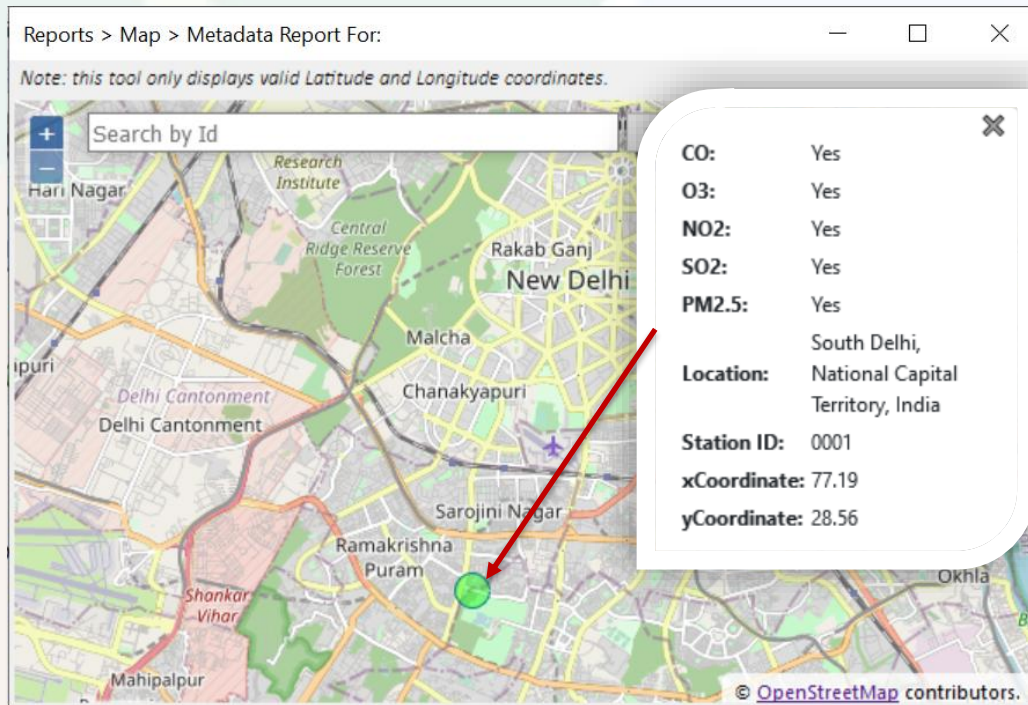 Reports > Map > Metadata Report For:
Note: this tool only displays valid Latitude and Longitude coordinates.
+
Search by Id
−
Hari Nagar
Research
Institute
Central
Ridge Reserve
Forest
Rakab Ganj
New Delhi
Malcha
Chanakyapuri
Delhi Cantonment
Delhi Cantonment
Sarojini Nagar
Ramakrishna
Puram
Shankar
Vihar
Mahipalpur
Okhla
CO: Yes
O3: Yes
NO2: Yes
SO2: Yes
PM2.5: Yes
Location: South Delhi,
National Capital
Territory, India
Station ID: 0001
xCoordinate: 77.19
yCoordinate: 28.56
© OpenStreetMap contributors.